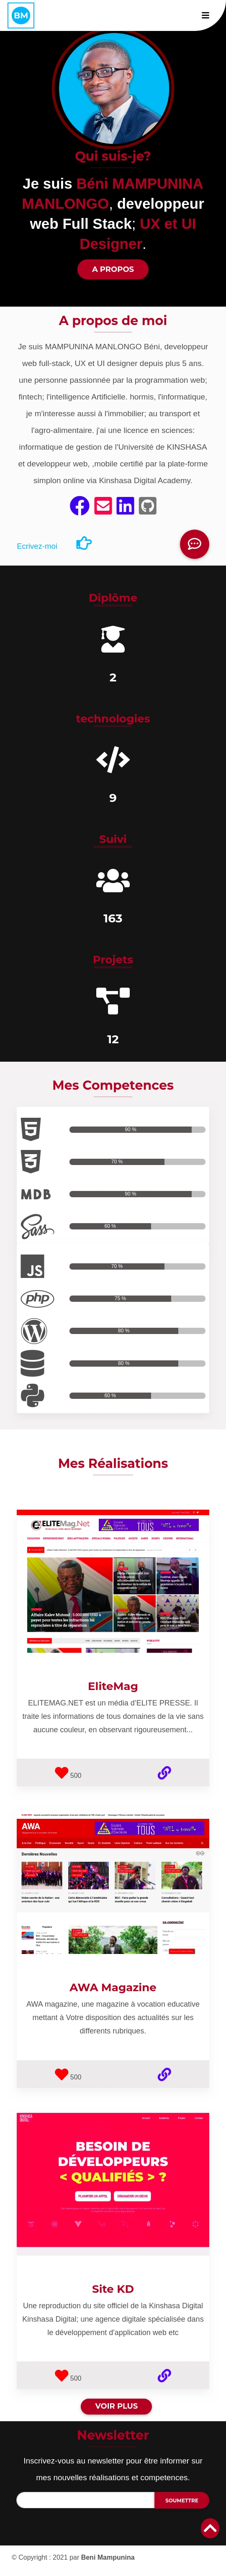 BM
Qui suis-je?
Je suis Béni MAMPUNINA
MANLONGO, developpeur
web Full Stack; UX et UI
Designer.
A PROPOS
A propos de moi
Je suis MAMPUNINA MANLONGO Béni, developpeur
web full-stack, UX et UI designer depuis plus 5 ans.
une personne passionnée par la programmation web;
fintech; l'intelligence Artificielle. hormis, l'informatique,
je m'interesse aussi à l'immobilier; au transport et
l'agro-alimentaire. j'ai une licence en sciences:
informatique de gestion de l'Université de KINSHASA
et developpeur web, ,mobile certifié par la plate-forme
simplon online via Kinshasa Digital Academy.
Ecrivez-moi
Diplôme
2
technologies
9
Suivi
163
Projets
12
Mes Competences
90 %
70 %
MDB
90 %
Sass
60 %
JS
70 %
php
75 %
80 %
80 %
60 %
Mes Réalisations
ELITEMag.Net
EliteMag
ELITEMAG.NET est un média d'ELITE PRESSE. Il
traite les informations de tous domaines de la vie sans
aucune couleur, en observant rigoureusement...
500
AWA
Dernières Nouvelles
AWA Magazine
AWA magazine, une magazine à vocation educative
mettant a Votre disposition des actualités sur les
differents rubriques.
500
BESOIN DE
DÉVELOPPEURS
< QUALIFIÉS > ?
Site KD
Une reproduction du site officiel de la Kinshasa Digital
Kinshasa Digital; une agence digitale spécialisée dans
le développement d'application web etc
500
VOIR PLUS
Newsletter
Inscrivez-vous au newsletter pour être informer sur
mes nouvelles réalisations et competences.
SOUMETTRE
© Copyright : 2021 par Beni Mampunina